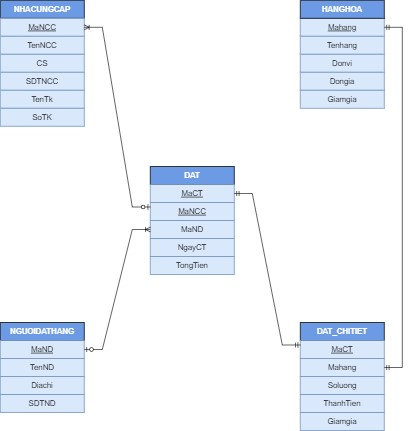 NHACUNGCAP
MaNCC
TenNCC
CS
SDTNCC
TenTk
SoTK
HANGHOA
Mahang
Tenhang
Donvi
Dongia
Giamgia
DAT
MaCT
MaNCC
MaND
NgayCT
TongTien
NGUOIDATHANG
MaND
TenND
Diachi
SDTND
DAT_CHITIET
MaCT
Mahang
Soluong
ThanhTien
Giamgia